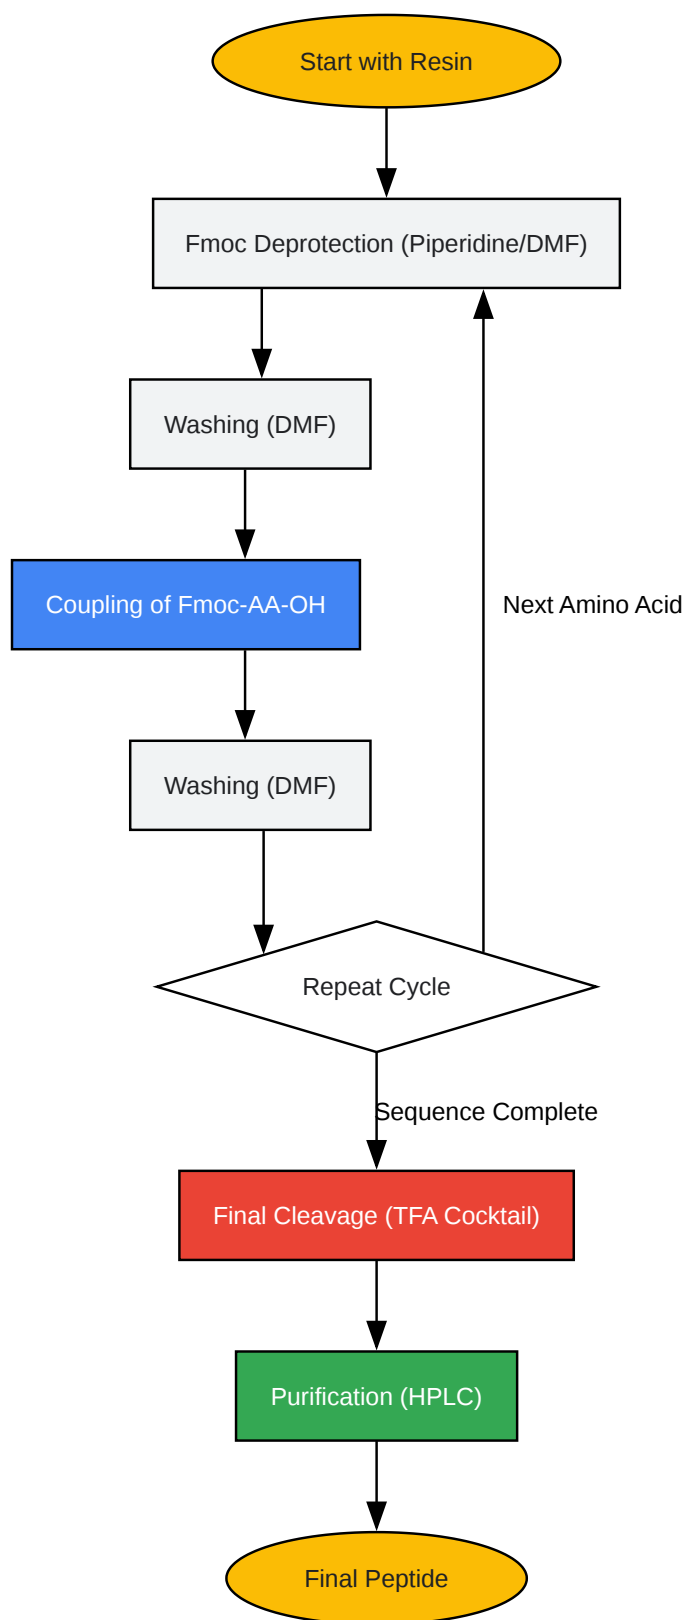 Start with Resin
Fmoc Deprotection (Piperidine/DMF)
Washing (DMF)
Coupling of Fmoc-AA-OH
Next Amino Acid
Washing (DMF)
Repeat Cycle
Sequence Complete
Final Cleavage (TFA Cocktail)
Purification (HPLC)
Final Peptide